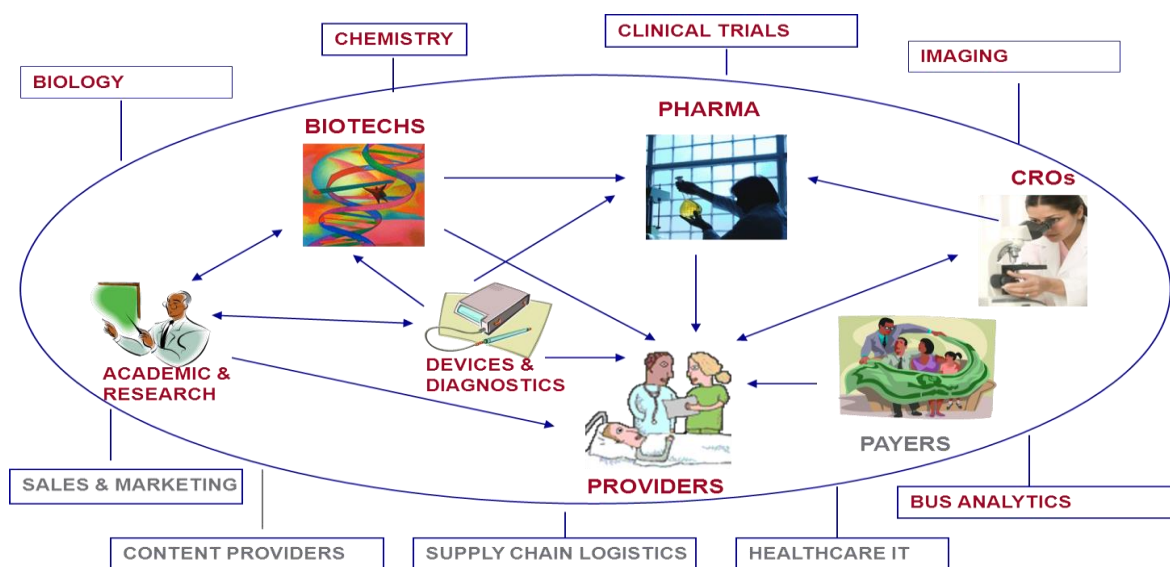 CHEMISTRY
CLINICAL TRIALS
BIOLOGY
IMAGING
BIOTECHS
PHARMA
CROs
ACADEMIC &
RESEARCH
DEVICES &
DIAGNOSTICS
PAYERS
PROVIDERS
SALES & MARKETING
BUS ANALYTICS
CONTENT PROVIDERS
SUPPLY CHAIN LOGISTICS
HEALTHCARE IT